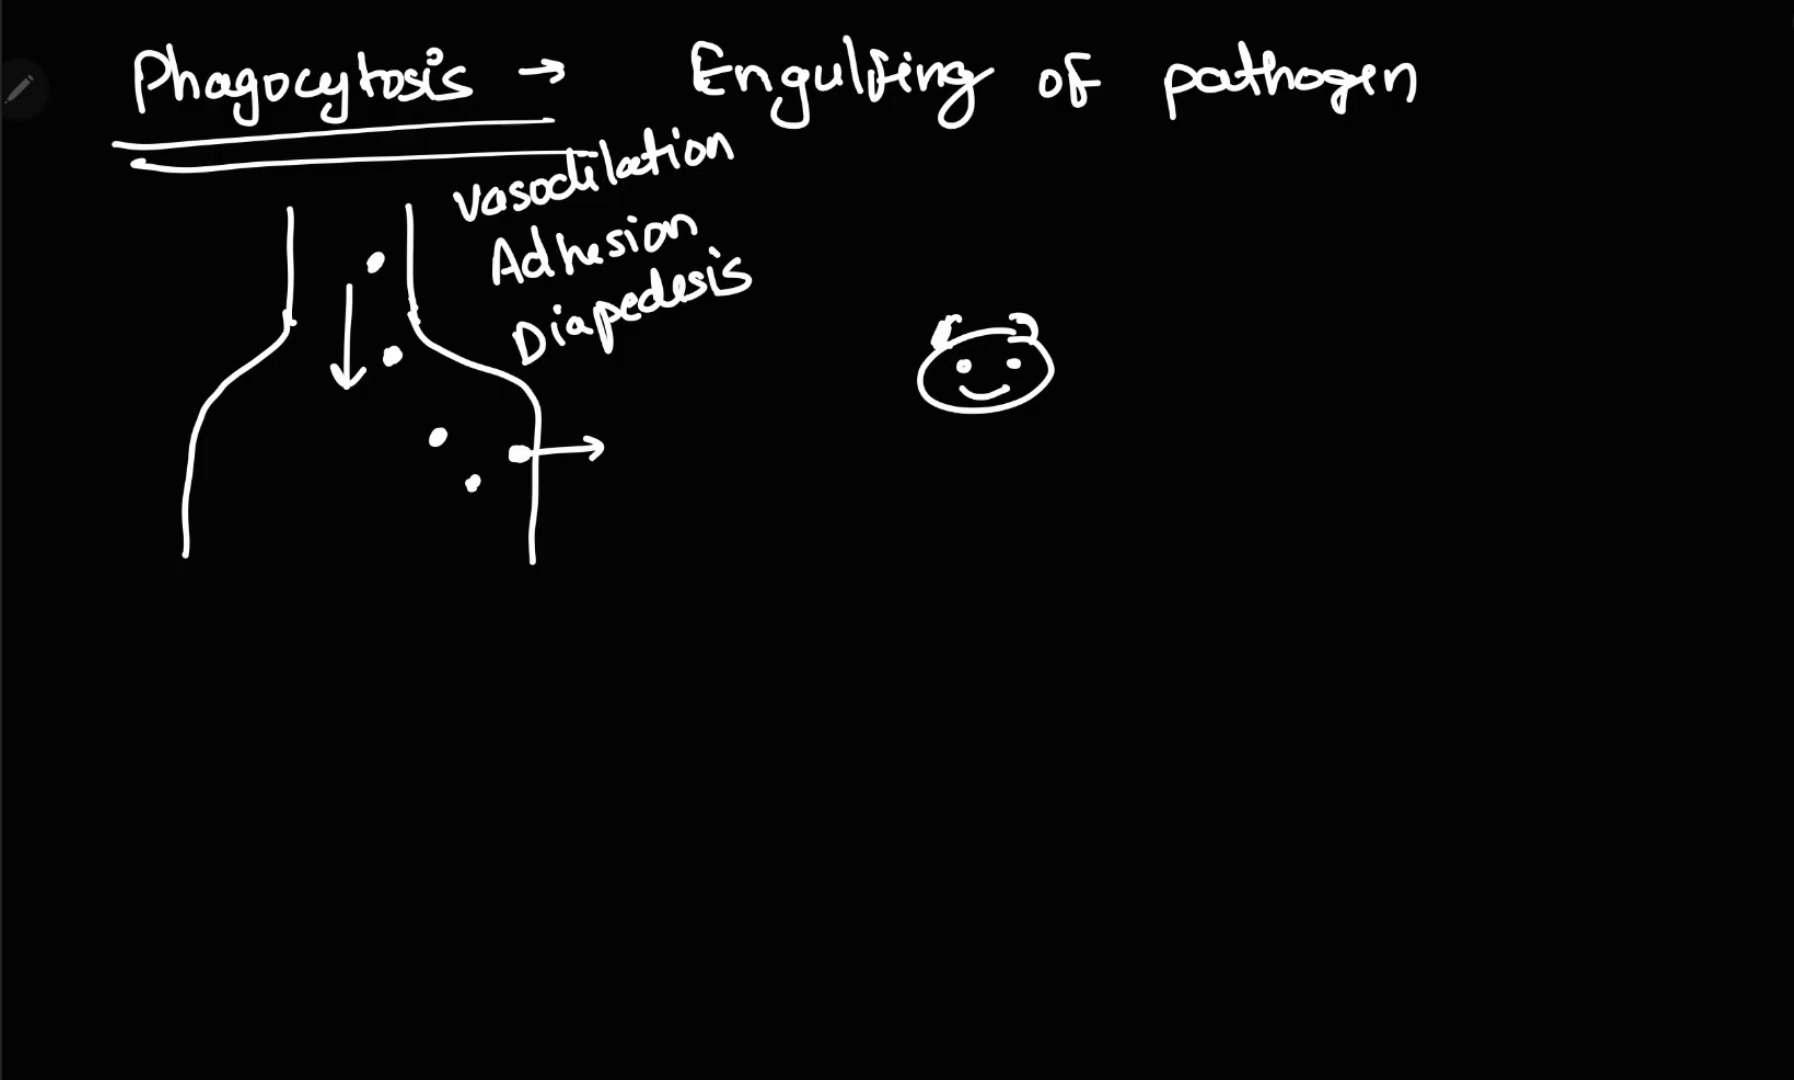 Phagocytosis → Engulfing of pathogen
Vasodilation
Adhesion
Diapedesis